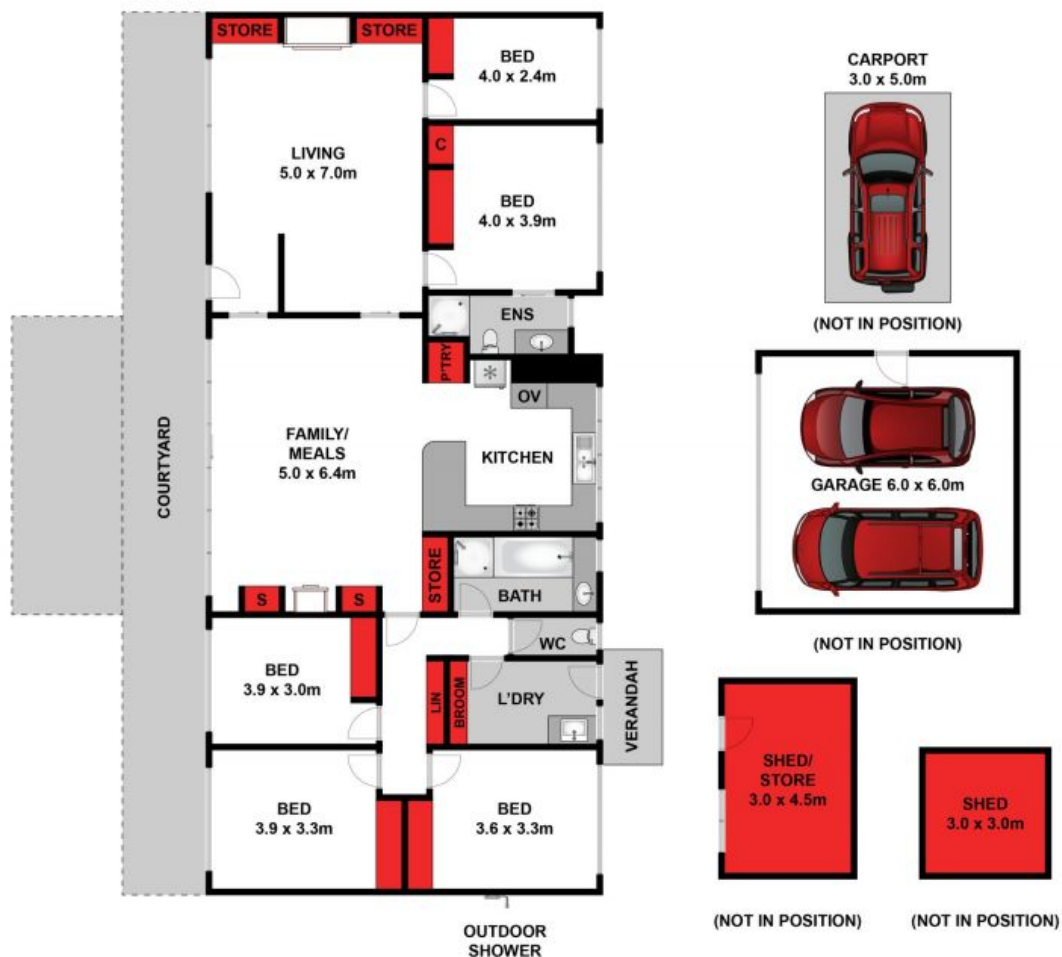 STORE
STORE
BED
4.0 x 2.4m
LIVING
5.0 x 7.0m
C
BED
4.0 x 3.9m
ENS
P'TRY
*
OV
FAMILY/
MEALS
5.0 x 6.4m
KITCHEN
COURTYARD
STORE
S
S
BATH
WC
BED
3.9 x 3.0m
LIN
BROOM
L'DRY
VERANDAH
BED
3.9 x 3.3m
BED
3.6 x 3.3m
OUTDOOR
SHOWER
CARPORT
3.0 x 5.0m
(NOT IN POSITION)
GARAGE 6.0 x 6.0m
(NOT IN POSITION)
SHED/
STORE
3.0 x 4.5m
(NOT IN POSITION)
SHED
3.0 x 3.0m
(NOT IN POSITION)